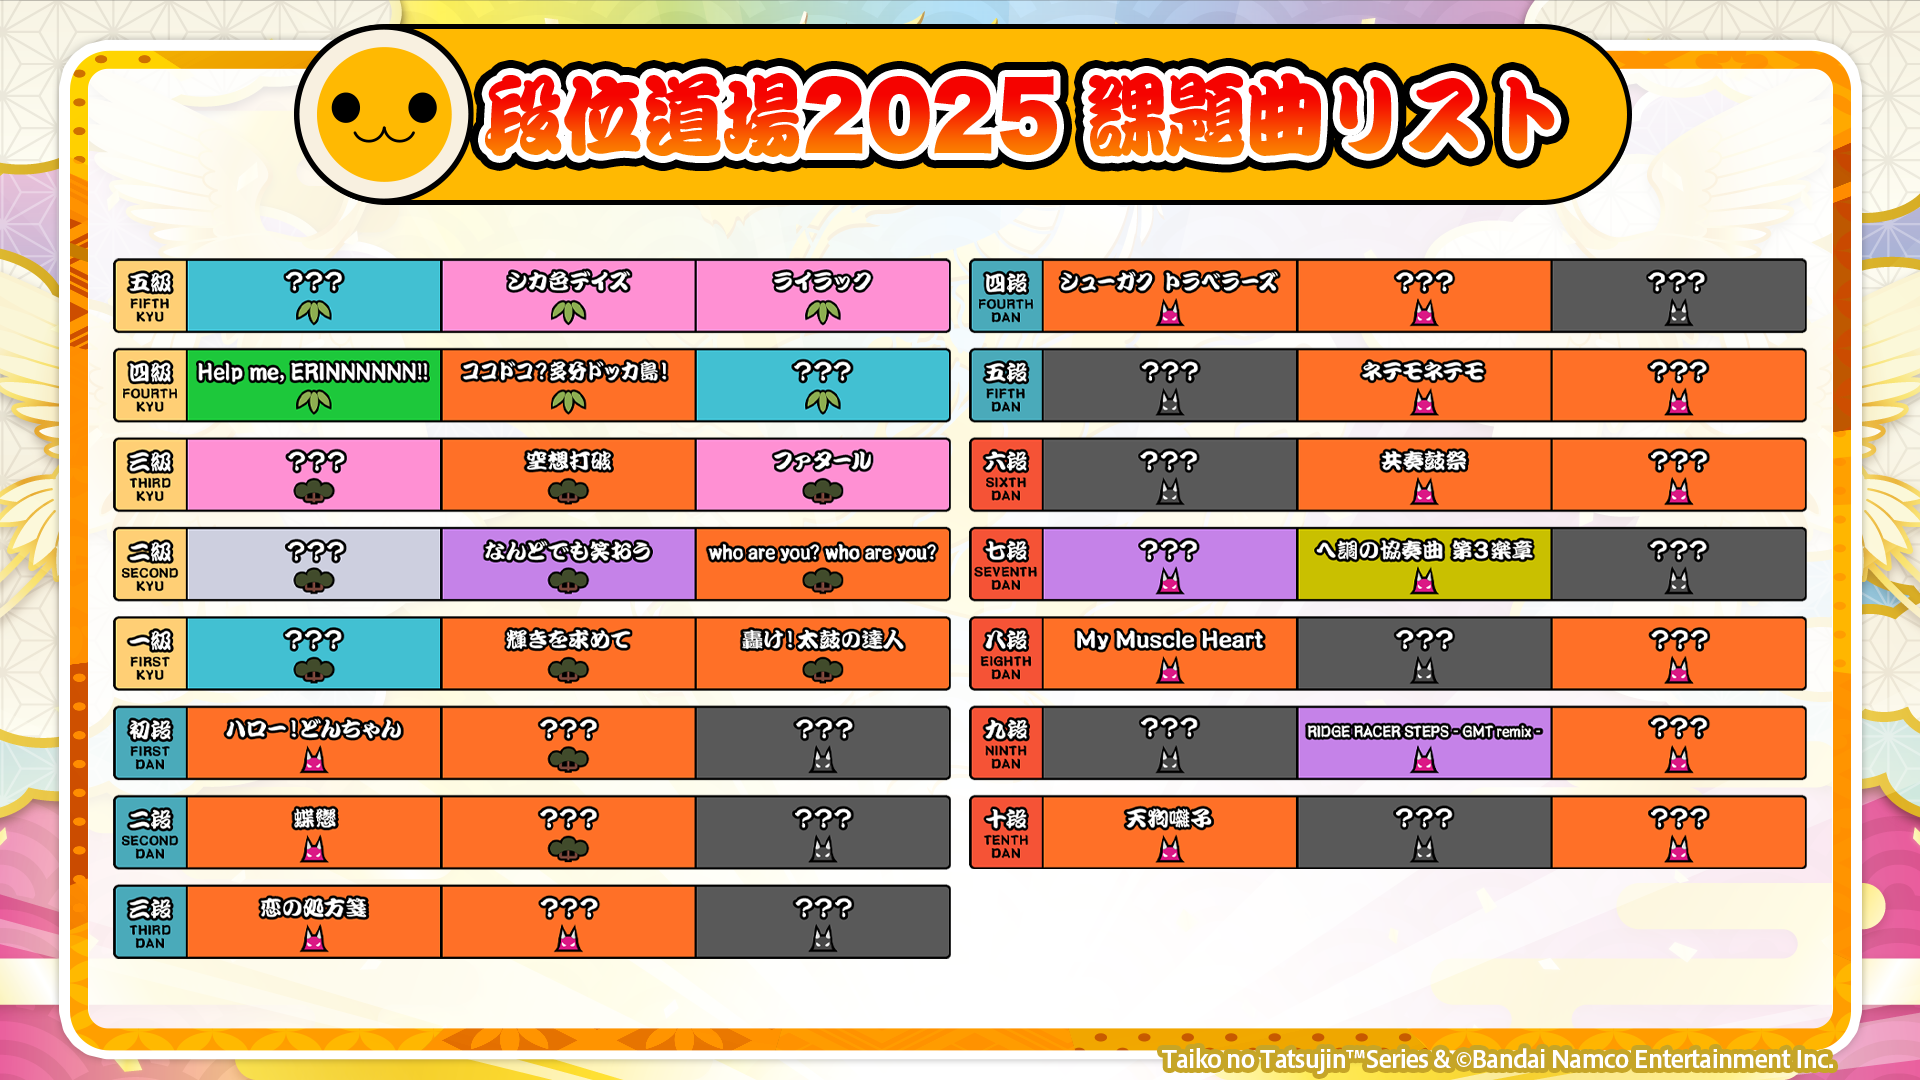 段位道場2025 課題曲リスト
五級 FIFTH KYU ??? シカ色デイズ ライラック
四級 FOURTH KYU Help me, ERINNNNNN!! ココドコ?多分ドッカ島! ???
三級 THIRD KYU ??? 空想打破 ファタール
二級 SECOND KYU ??? なんどでも笑おう who are you? who are you?
一級 FIRST KYU ??? 輝きを求めて 轟け!太鼓の達人
初段 FIRST DAN ハロー!どんちゃん ??? ???
二段 SECOND DAN 蝶戀 ??? ???
三段 THIRD DAN 恋の処方箋 ??? ???
四段 FOURTH DAN シューガク トラベラーズ ??? ???
五段 FIFTH DAN ??? ネテモネテモ ???
六段 SIXTH DAN ??? 共奏鼓祭 ???
七段 SEVENTH DAN ??? ヘ調の協奏曲 第3楽章 ???
八段 EIGHTH DAN My Muscle Heart ??? ???
九段 NINTH DAN ??? RIDGE RACER STEPS - GMT remix - ???
十段 TENTH DAN 天狗囃子 ??? ???
Taiko no Tatsujin™Series & ©Bandai Namco Entertainment Inc.